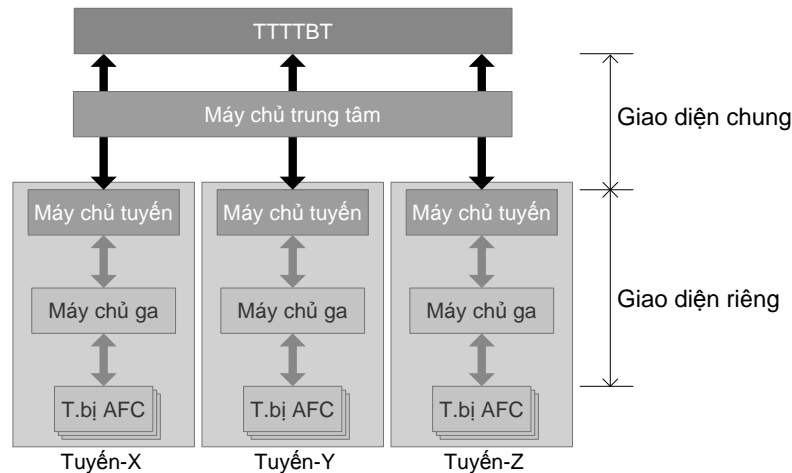 TTTTBT
Máy chủ trung tâm
Giao diện chung
Máy chủ tuyến
Máy chủ tuyến
Máy chủ tuyến
Máy chủ ga
Máy chủ ga
Máy chủ ga
Giao diện riêng
T.bị AFC
T.bị AFC
T.bị AFC
Tuyến-X
Tuyến-Y
Tuyến-Z